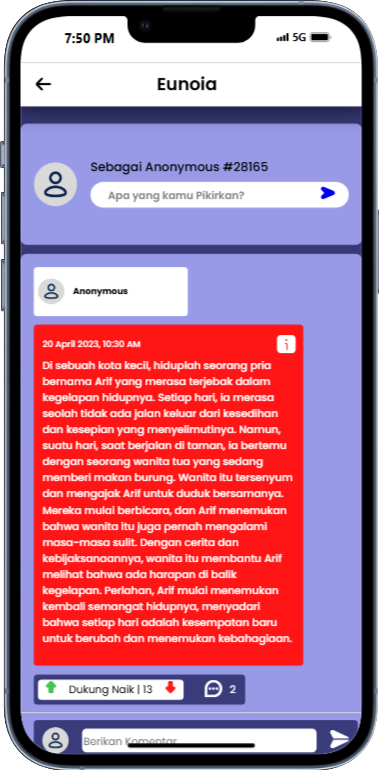 7:50 PM
5G
Eunoia
Sebagai Anonymous #28165
Apa yang kamu Pikirkan?
Anonymous
20 April 2023, 10:30 AM
i
Di sebuah kota kecil, hiduplah seorang pria
bernama Arif yang merasa terjebak dalam
kegelapan hidupnya. Setiap hari, ia merasa
seolah tidak ada jalan keluar dari kesedihan
dan kesepian yang menyelimutinya. Namun,
suatu hari, saat berjalan di taman, ia bertemu
dengan seorang wanita tua yang sedang
memberi makan burung. Wanita itu tersenyum
dan mengajak Arif untuk duduk bersamanya.
Mereka mulai berbicara, dan Arif menemukan
bahwa wanita itu juga pernah mengalami
masa-masa sulit. Dengan cerita dan
kebijaksanaannya, wanita itu membantu Arif
melihat bahwa ada harapan di balik
kegelapan. Perlahan, Arif mulai menemukan
kembali semangat hidupnya, menyadari
bahwa setiap hari adalah kesempatan baru
untuk berubah dan menemukan kebahagiaan.
Dukung Naik | 13
2
Berikan Komentar